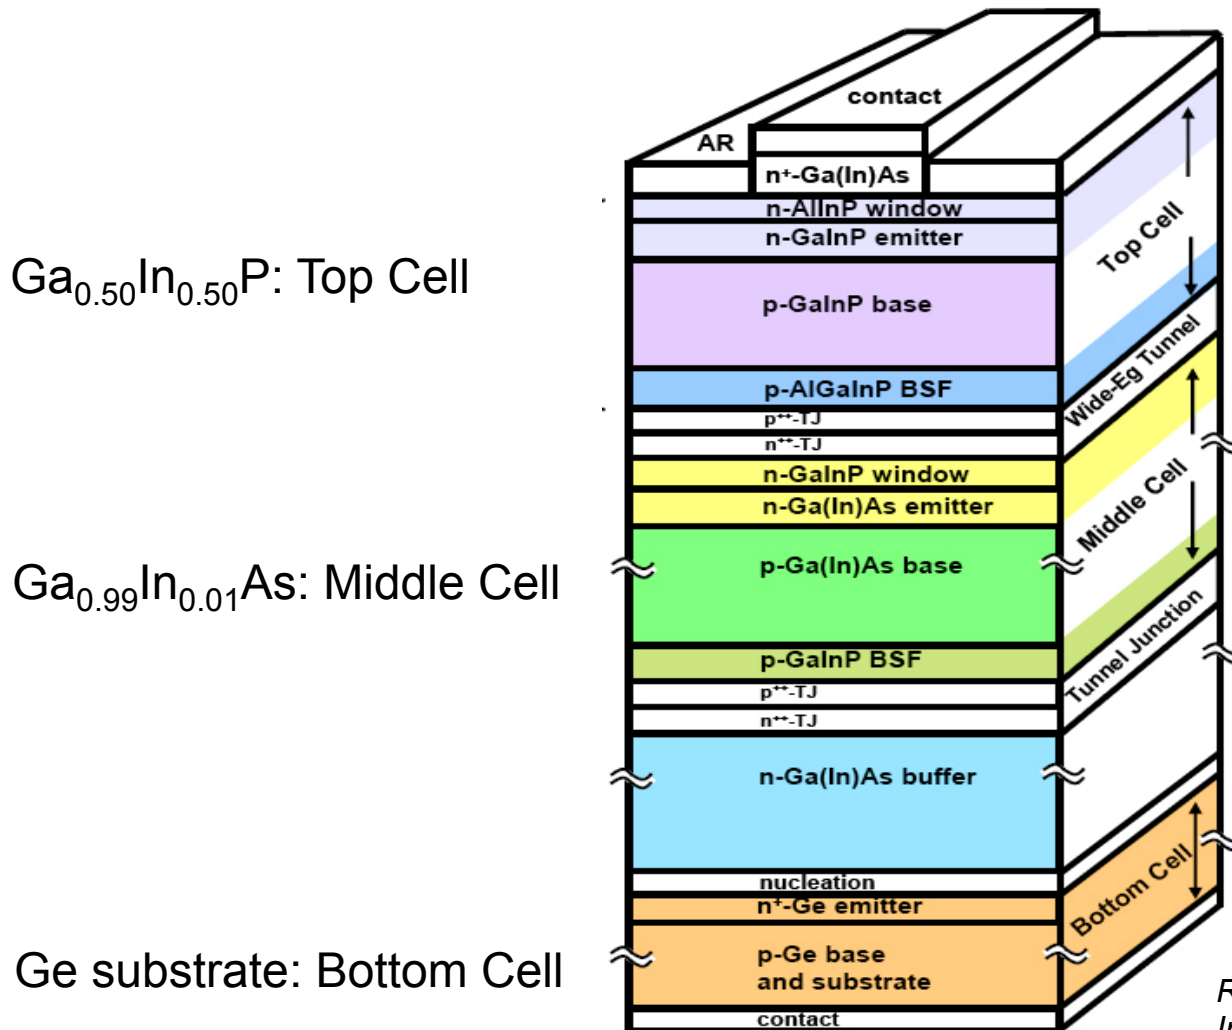 contact
AR
n⁺-Ga(In)As
n-AlInP window
n-GaInP emitter
Top Cell
Ga₀.₅₀In₀.₅₀P: Top Cell
p-GaInP base
p-AlGaInP BSF
Wide-Eg Tunnel
p⁺⁺-TJ
n⁺⁺-TJ
n-GaInP window
n-Ga(In)As emitter
Middle Cell
Ga₀.₉₉In₀.₀₁As: Middle Cell
p-Ga(In)As base
p-GaInP BSF
Tunnel Junction
p⁺⁺-TJ
n⁺⁺-TJ
n-Ga(In)As buffer
nucleation
n⁺-Ge emitter
Bottom Cell
Ge substrate: Bottom Cell
p-Ge base
and substrate
contact